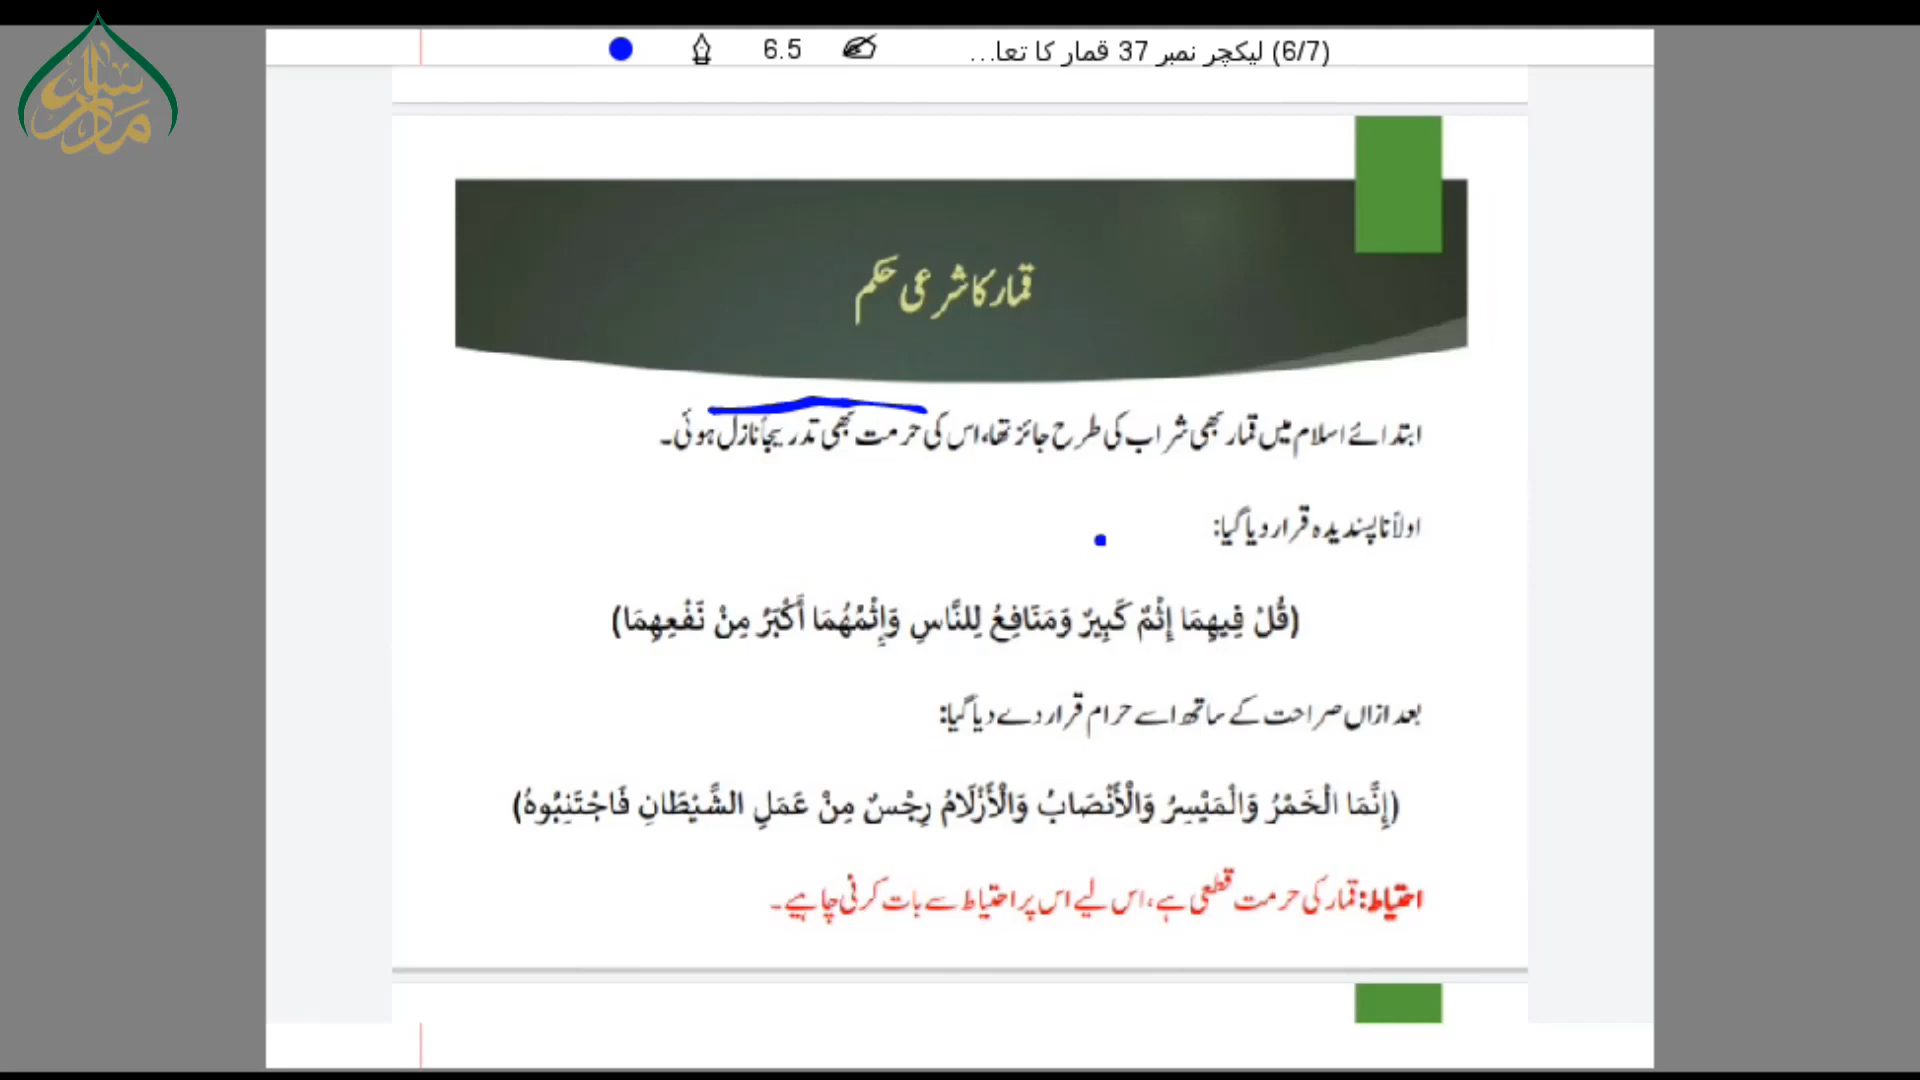 (6/7) لیکچر نمبر 37 قمار کا تعا...
6.5
قمار کا شرعی حکم
ابتدائے اسلام میں قمار بھی شراب کی طرح جائز تھا، اس کی حرمت بھی تدریجاً نازل ہوئی۔
اولاً ناپسندیدہ قرار دیا گیا:
(قُلْ فِيهِمَا إِثْمٌ كَبِيرٌ وَمَنَافِعُ لِلنَّاسِ وَإِثْمُهُمَا أَكْبَرُ مِنْ نَفْعِهِمَا)
بعد ازاں صراحت کے ساتھ اسے حرام قرار دے دیا گیا:
(إِنَّمَا الْخَمْرُ وَالْمَيْسِرُ وَالْأَنْصَابُ وَالْأَزْلَامُ رِجْسٌ مِنْ عَمَلِ الشَّيْطَانِ فَاجْتَنِبُوهُ)
احتیاط: قمار کی حرمت قطعی ہے، اس لیے اس پر احتیاط سے بات کرنی چاہیے۔